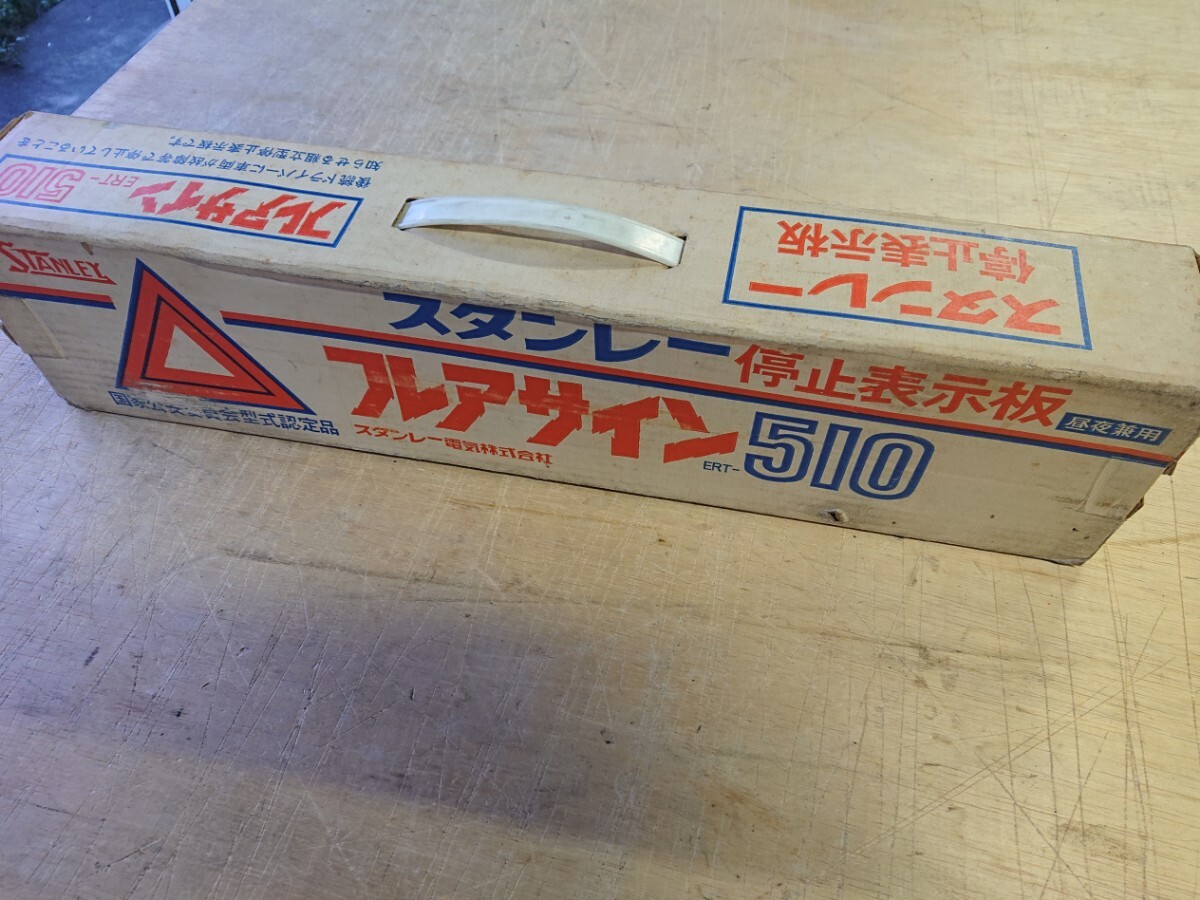 後続ドライバーに車両が故障等で停止していることを
知らせる組立型停止表示板です。
フレアサイン
ERT-510
スタンレー
停止表示板
STANLEY
スタンレー停止表示板
昼夜兼用
フレアサイン
ERT-510
国家公安委員会型式認定品
スタンレー電気株式会社